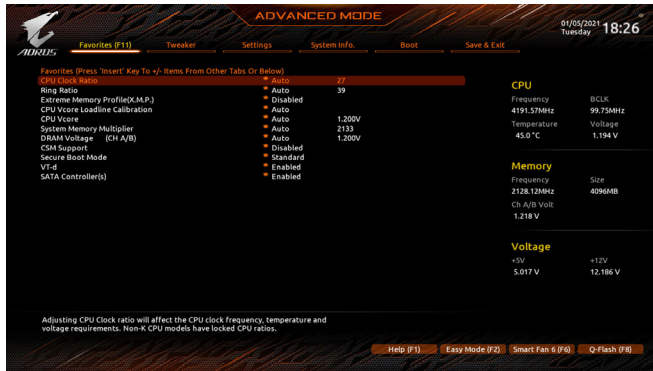 ADVANCED MODE
01/05/2021 Tuesday 18:26
AORUS
Favorites (F11) Tweaker Settings System Info. Boot Save & Exit
Favorites (Press 'Insert' Key To +/- Items From Other Tabs Or Below)
CPU Clock Ratio * Auto 27
Ring Ratio * Auto 39
Extreme Memory Profile(X.M.P.) * Disabled
CPU Vcore Loadline Calibration * Auto
CPU Vcore * Auto 1.200V
System Memory Multiplier * Auto 2133
DRAM Voltage (CH A/B) * Auto 1.200V
CSM Support * Disabled
Secure Boot Mode * Standard
VT-d * Enabled
SATA Controller(s) * Enabled
CPU
Frequency BCLK
4191.57MHz 99.75MHz
Temperature Voltage
45.0 °C 1.194 V
Memory
Frequency Size
2128.12MHz 4096MB
Ch A/B Volt
1.218 V
Voltage
+5V +12V
5.017 V 12.186 V
Adjusting CPU Clock ratio will affect the CPU clock frequency, temperature and
voltage requirements. Non-K CPU models have locked CPU ratios.
Help (F1) Easy Mode (F2) Smart Fan 6 (F6) Q-Flash (F8)